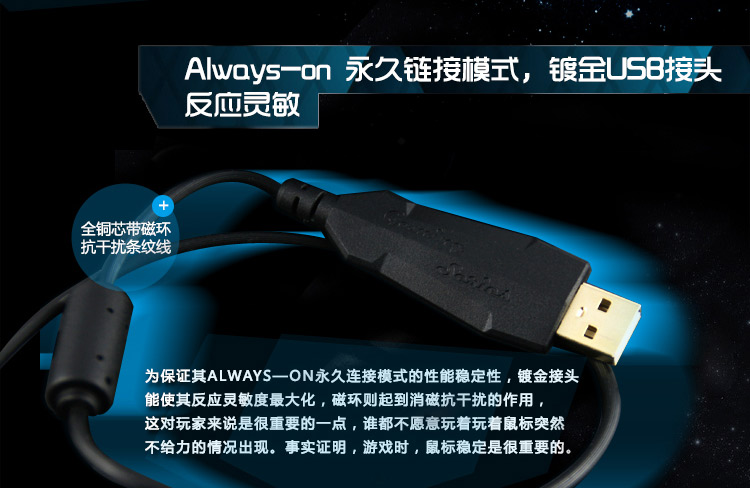 Always-on 永久链接模式，镀金USB接头
反应灵敏
全铜芯带磁环
抗干扰条纹线
Gaming
Series
为保证其ALWAYS—ON永久连接模式的性能稳定性，镀金接头
能使其反应灵敏度最大化，磁环则起到消磁抗干扰的作用，
这对玩家来说是很重要的一点，谁都不愿意玩着玩着鼠标突然
不给力的情况出现。事实证明，游戏时，鼠标稳定是很重要的。